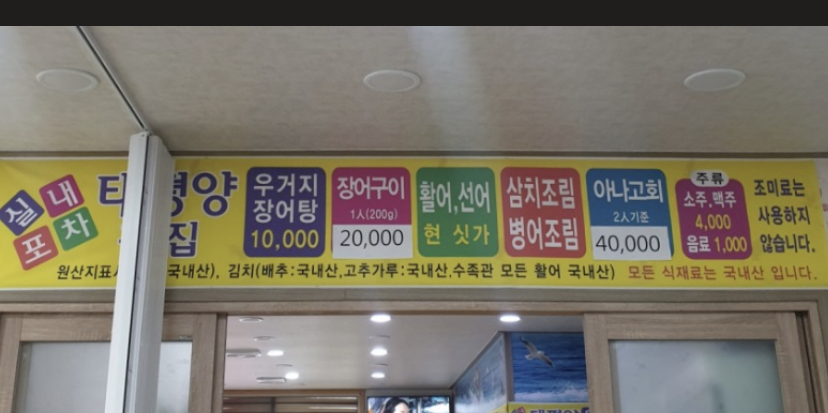 실내
포차
우거지
장어탕
10,000
장어구이
1人(200g)
20,000
활어,선어
현 싯가
삼치조림
병어조림
아나고회
2人기준
40,000
주류
소주,맥주
4,000
음료 1,000
조미료는
사용하지
않습니다.
원산지표 국내산), 김치(배추:국내산,고추가루:국내산,수족관 모든 활어 국내산) 모든 식재료는 국내산 입니다.